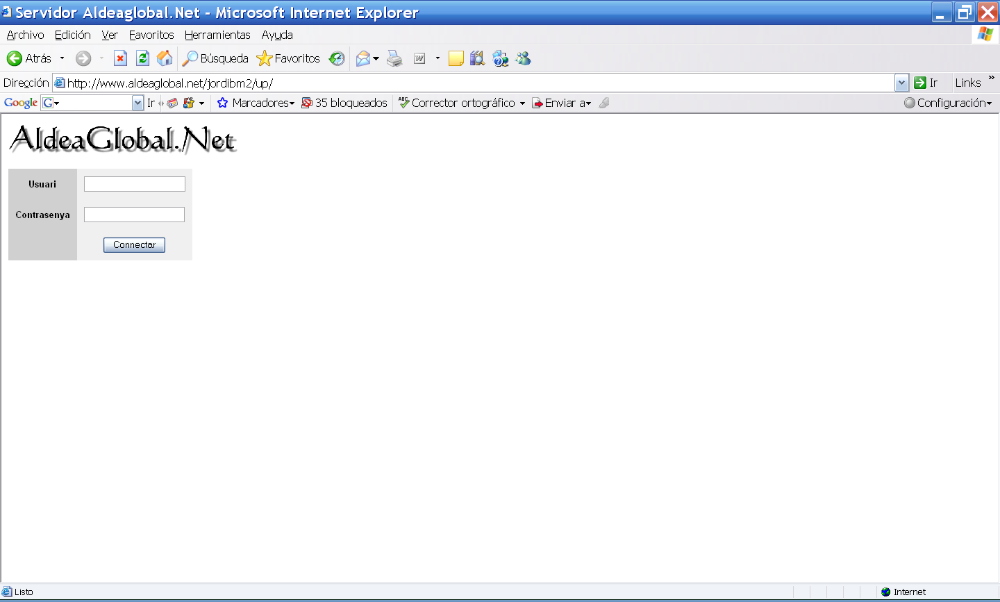 Servidor Aldeaglobal.Net - Microsoft Internet Explorer
Archivo Edición Ver Favoritos Herramientas Ayuda
Atrás Búsqueda Favoritos W
Dirección http://www.aldeaglobal.net/jordibm2/up/ Ir Links »
Google G Ir Marcadores 35 bloqueados ABC Corrector ortográfico Enviar a Configuración
AldeaGlobal.Net
Usuari
Contrasenya
Connectar
Listo Internet